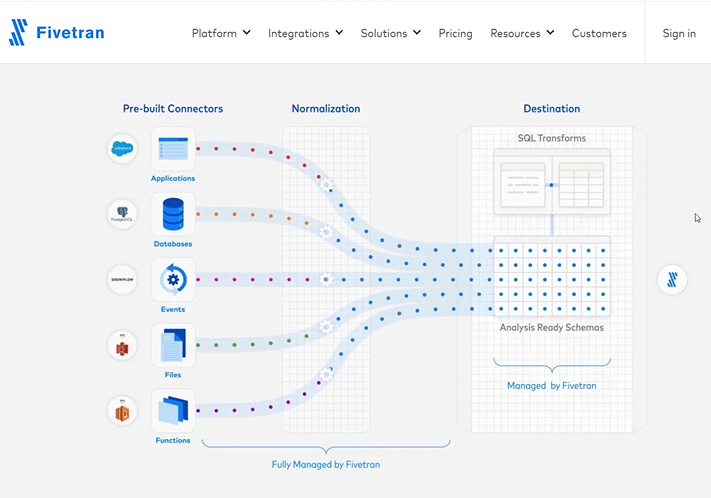 Fivetran
Platform Integrations Solutions Pricing Resources Customers Sign in
Pre-built Connectors Normalization Destination
SQL Transforms
salesforce
Applications
PostgreSQL
Databases
SNOWPLOW
Events
Analysis Ready Schemas
Files
Managed by Fivetran
Functions
Fully Managed by Fivetran